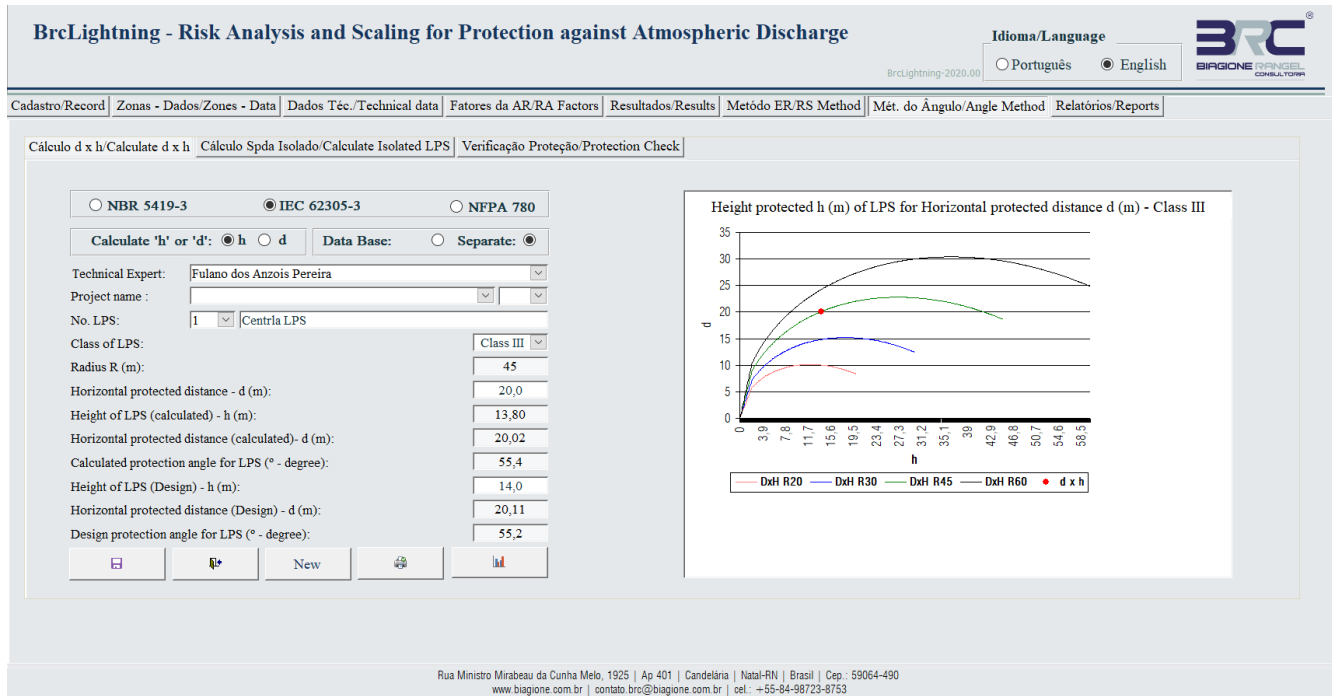 BrcLightning - Risk Analysis and Scaling for Protection against Atmospheric Discharge
BrcLightning-2020.00
Idioma/Language
Português English
BRC ®
BIAGIONE RANGEL
CONSULTORIA
Cadastro/Record Zonas - Dados/Zones - Data Dados Téc./Technical data Fatores da AR/RA Factors Resultados/Results Metódo ER/RS Method Mét. do Ângulo/Angle Method Relatórios/Reports
Cálculo d x h/Calculate d x h Cálculo Spda Isolado/Calculate Isolated LPS Verificação Proteção/Protection Check
NBR 5419-3 IEC 62305-3 NFPA 780
Calculate 'h' or 'd': h d Data Base: Separate:
Technical Expert: Fulano dos Anzois Pereira
Project name :
No. LPS: 1 Centrla LPS
Class of LPS: Class III
Radius R (m): 45
Horizontal protected distance - d (m): 20,0
Height of LPS (calculated) - h (m): 13,80
Horizontal protected distance (calculated)- d (m): 20,02
Calculated protection angle for LPS (º - degree): 55,4
Height of LPS (Design) - h (m): 14,0
Horizontal protected distance (Design) - d (m): 20,11
Design protection angle for LPS (º - degree): 55,2
New
Height protected h (m) of LPS for Horizontal protected distance d (m) - Class III
35
30
25
20
15
10
5
0
d
0 3,9 7,8 11,7 15,6 19,5 23,4 27,3 31,2 35,1 39 42,9 46,8 50,7 54,6 58,5
h
DxH R20 DxH R30 DxH R45 DxH R60 d x h
Rua Ministro Mirabeau da Cunha Melo, 1925 | Ap 401 | Candelária | Natal-RN | Brasil | Cep.: 59064-490
www.biagione.com.br | contato.brc@biagione.com.br | cel.: +55-84-98723-8753